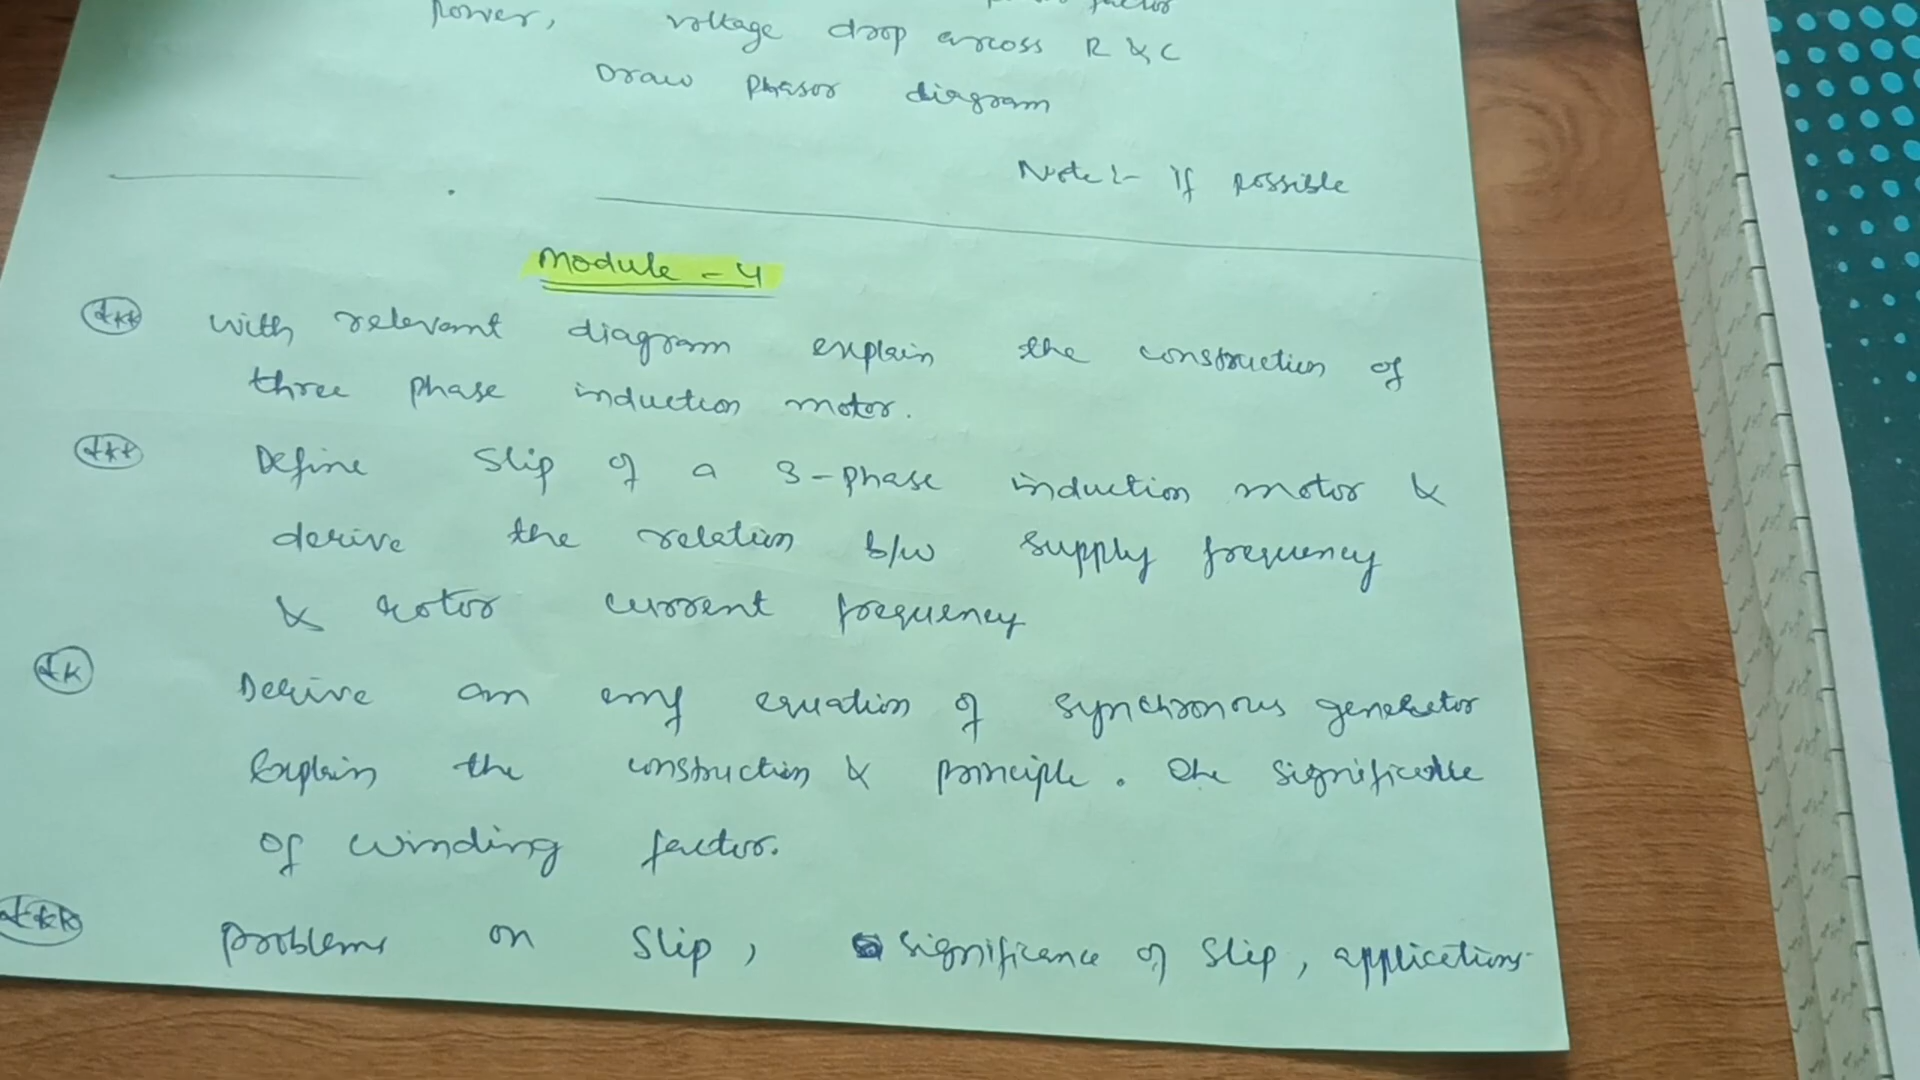 power, voltage drop across R & C
Draw phasor diagram
Note :- If possible
Module - 4
*** With relevant diagram explain the construction of
three phase induction motor.
*** Define slip of a 3-phase induction motor &
derive the relation b/w supply frequency
& rotor current frequency
** Derive an emf equation of synchronous generator
Explain the construction & principle. The significance
of winding factor.
*** problems on slip, significance of slip, applications.